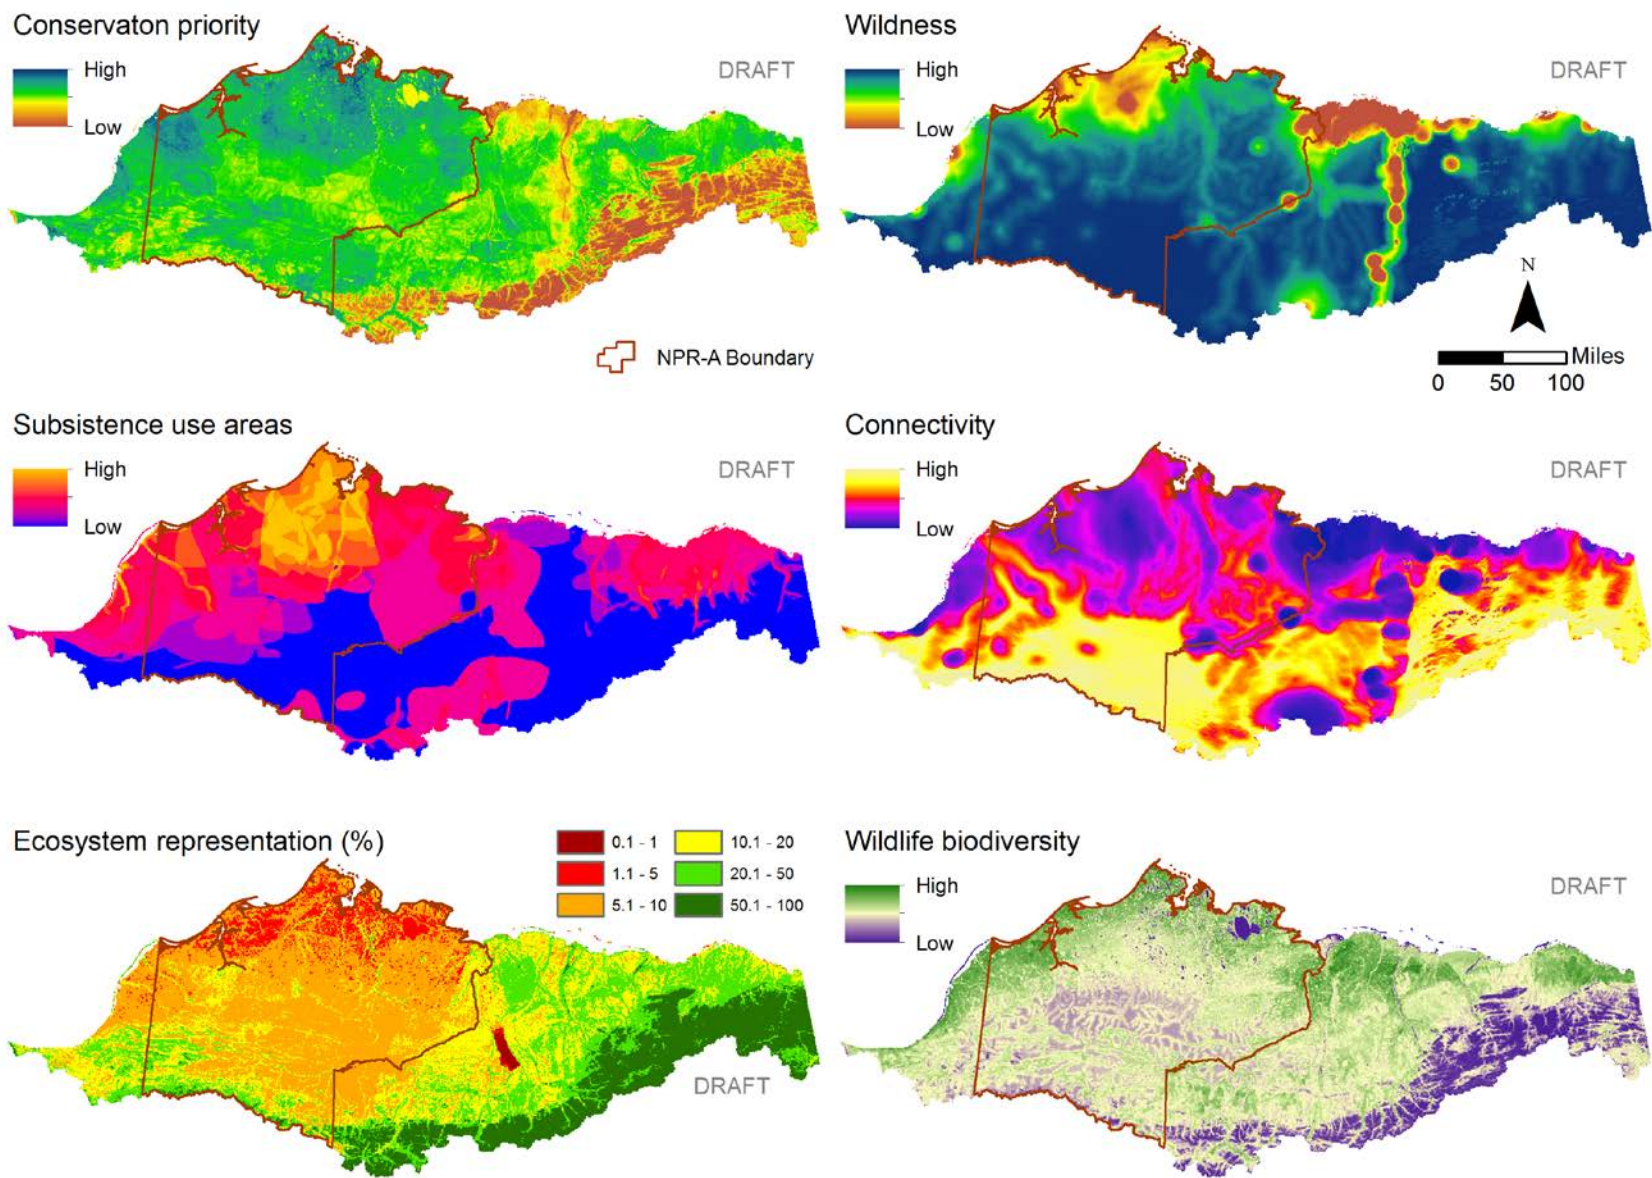 Conservaton priority
High
Low
DRAFT
NPR-A Boundary
Wildness
High
Low
DRAFT
N
Miles
0 50 100
Subsistence use areas
High
Low
DRAFT
Connectivity
High
Low
DRAFT
Ecosystem representation (%)
0.1 - 1
1.1 - 5
5.1 - 10
10.1 - 20
20.1 - 50
50.1 - 100
DRAFT
Wildlife biodiversity
High
Low
DRAFT